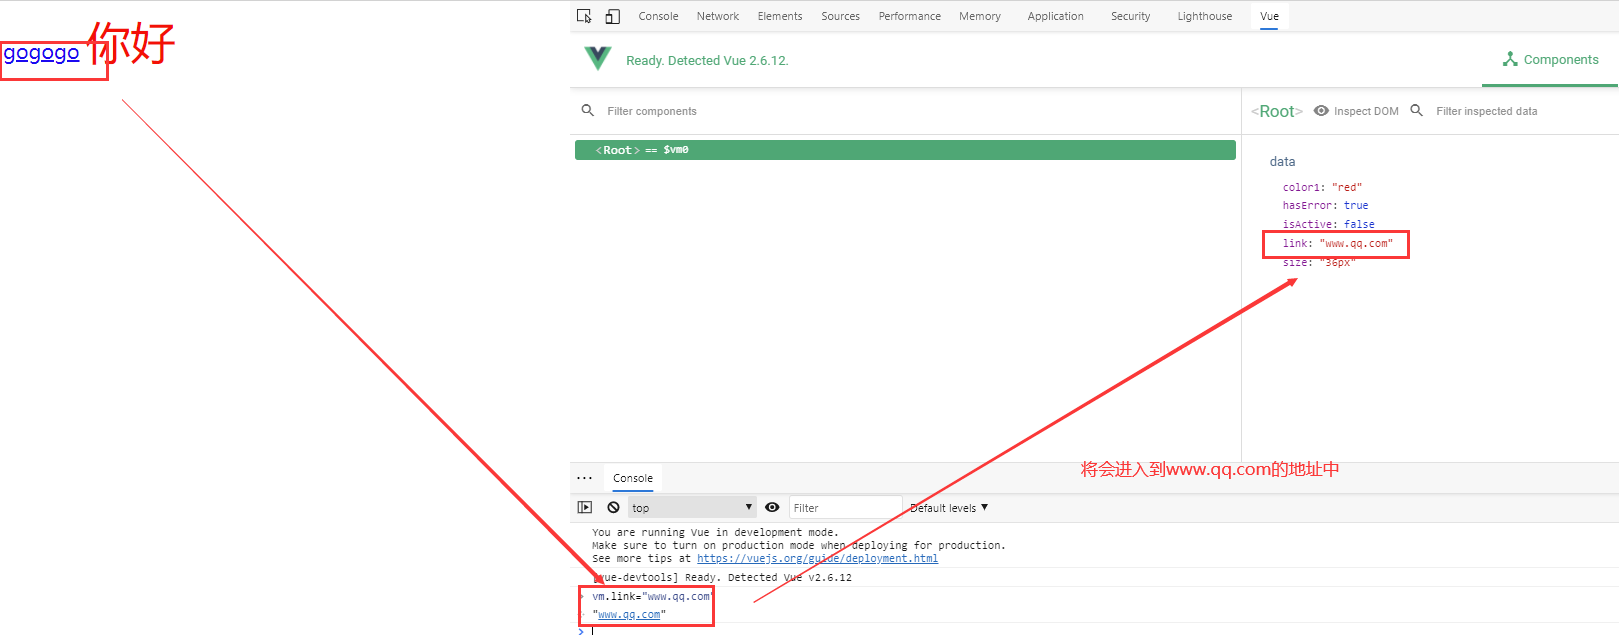 gogogo 你好
Console Network Elements Sources Performance Memory Application Security Lighthouse Vue
Ready. Detected Vue 2.6.12.
Components
Filter components
<Root> Inspect DOM Filter inspected data
<Root> == $vm0
data
color1: "red"
hasError: true
isActive: false
link: "www.qq.com"
size: "36px"
将会进入到www.qq.com的地址中
Console
top
Filter
Default levels ▼
You are running Vue in development mode.
Make sure to turn on production mode when deploying for production.
See more tips at https://vuejs.org/guide/deployment.html
[vue-devtools] Ready. Detected Vue v2.6.12
vm.link="www.qq.com"
"www.qq.com"